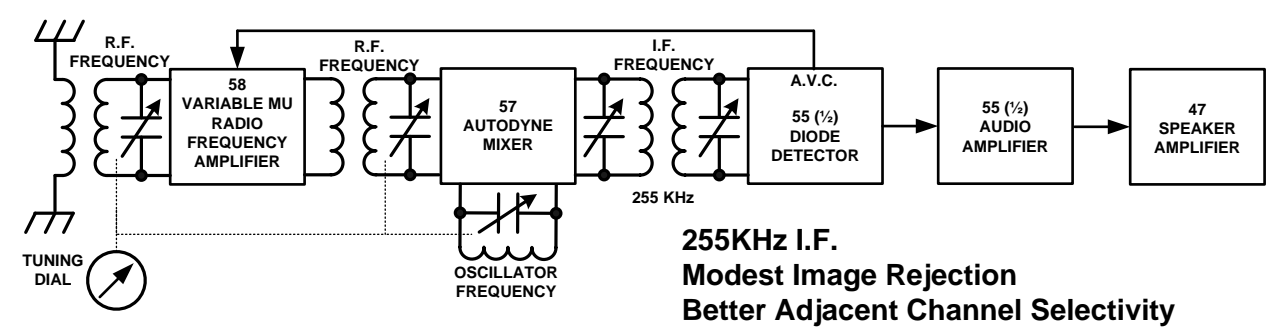 R.F.
FREQUENCY
58
VARIABLE MU
RADIO
FREQUENCY
AMPLIFIER
R.F.
FREQUENCY
57
AUTODYNE
MIXER
I.F.
FREQUENCY
255 KHz
A.V.C.
55 (½)
DIODE
DETECTOR
55 (½)
AUDIO
AMPLIFIER
47
SPEAKER
AMPLIFIER
TUNING
DIAL
OSCILLATOR
FREQUENCY
255KHz I.F.
Modest Image Rejection
Better Adjacent Channel Selectivity